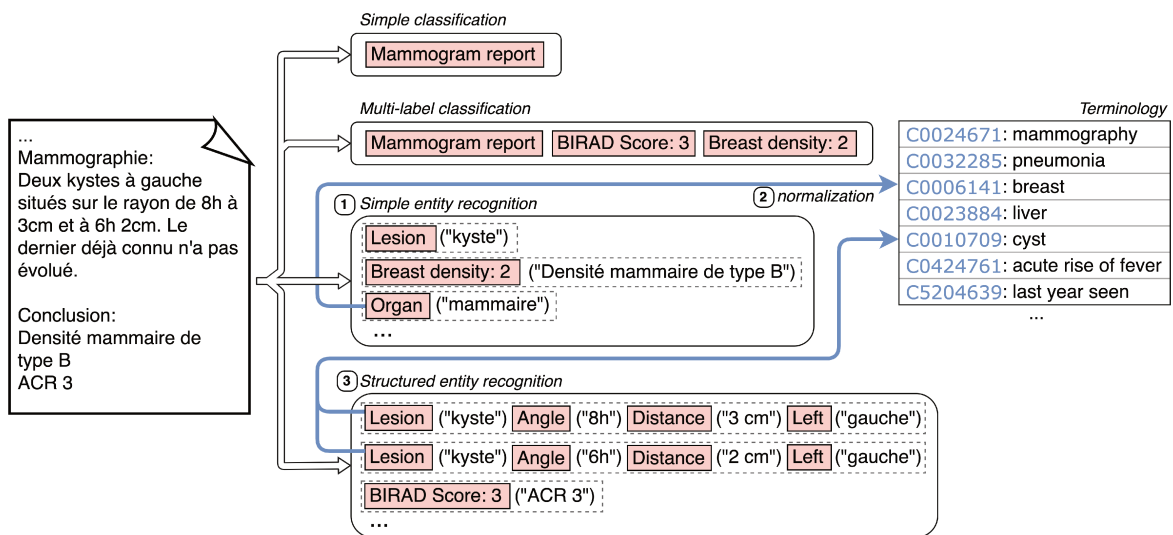 ...
Mammographie:
Deux kystes à gauche
situés sur le rayon de 8h à
3cm et à 6h 2cm. Le
dernier déjà connu n'a pas
évolué.
Conclusion:
Densité mammaire de
type B
ACR 3
Simple classification
Mammogram report
Multi-label classification
Mammogram report BIRAD Score: 3 Breast density: 2
1 Simple entity recognition
Lesion ("kyste")
Breast density: 2 ("Densité mammaire de type B")
Organ ("mammaire")
...
2 normalization
3 Structured entity recognition
Lesion ("kyste") Angle ("8h") Distance ("3 cm") Left ("gauche")
Lesion ("kyste") Angle ("6h") Distance ("2 cm") Left ("gauche")
BIRAD Score: 3 ("ACR 3")
...
Terminology
C0024671: mammography
C0032285: pneumonia
C0006141: breast
C0023884: liver
C0010709: cyst
C0424761: acute rise of fever
C5204639: last year seen
...